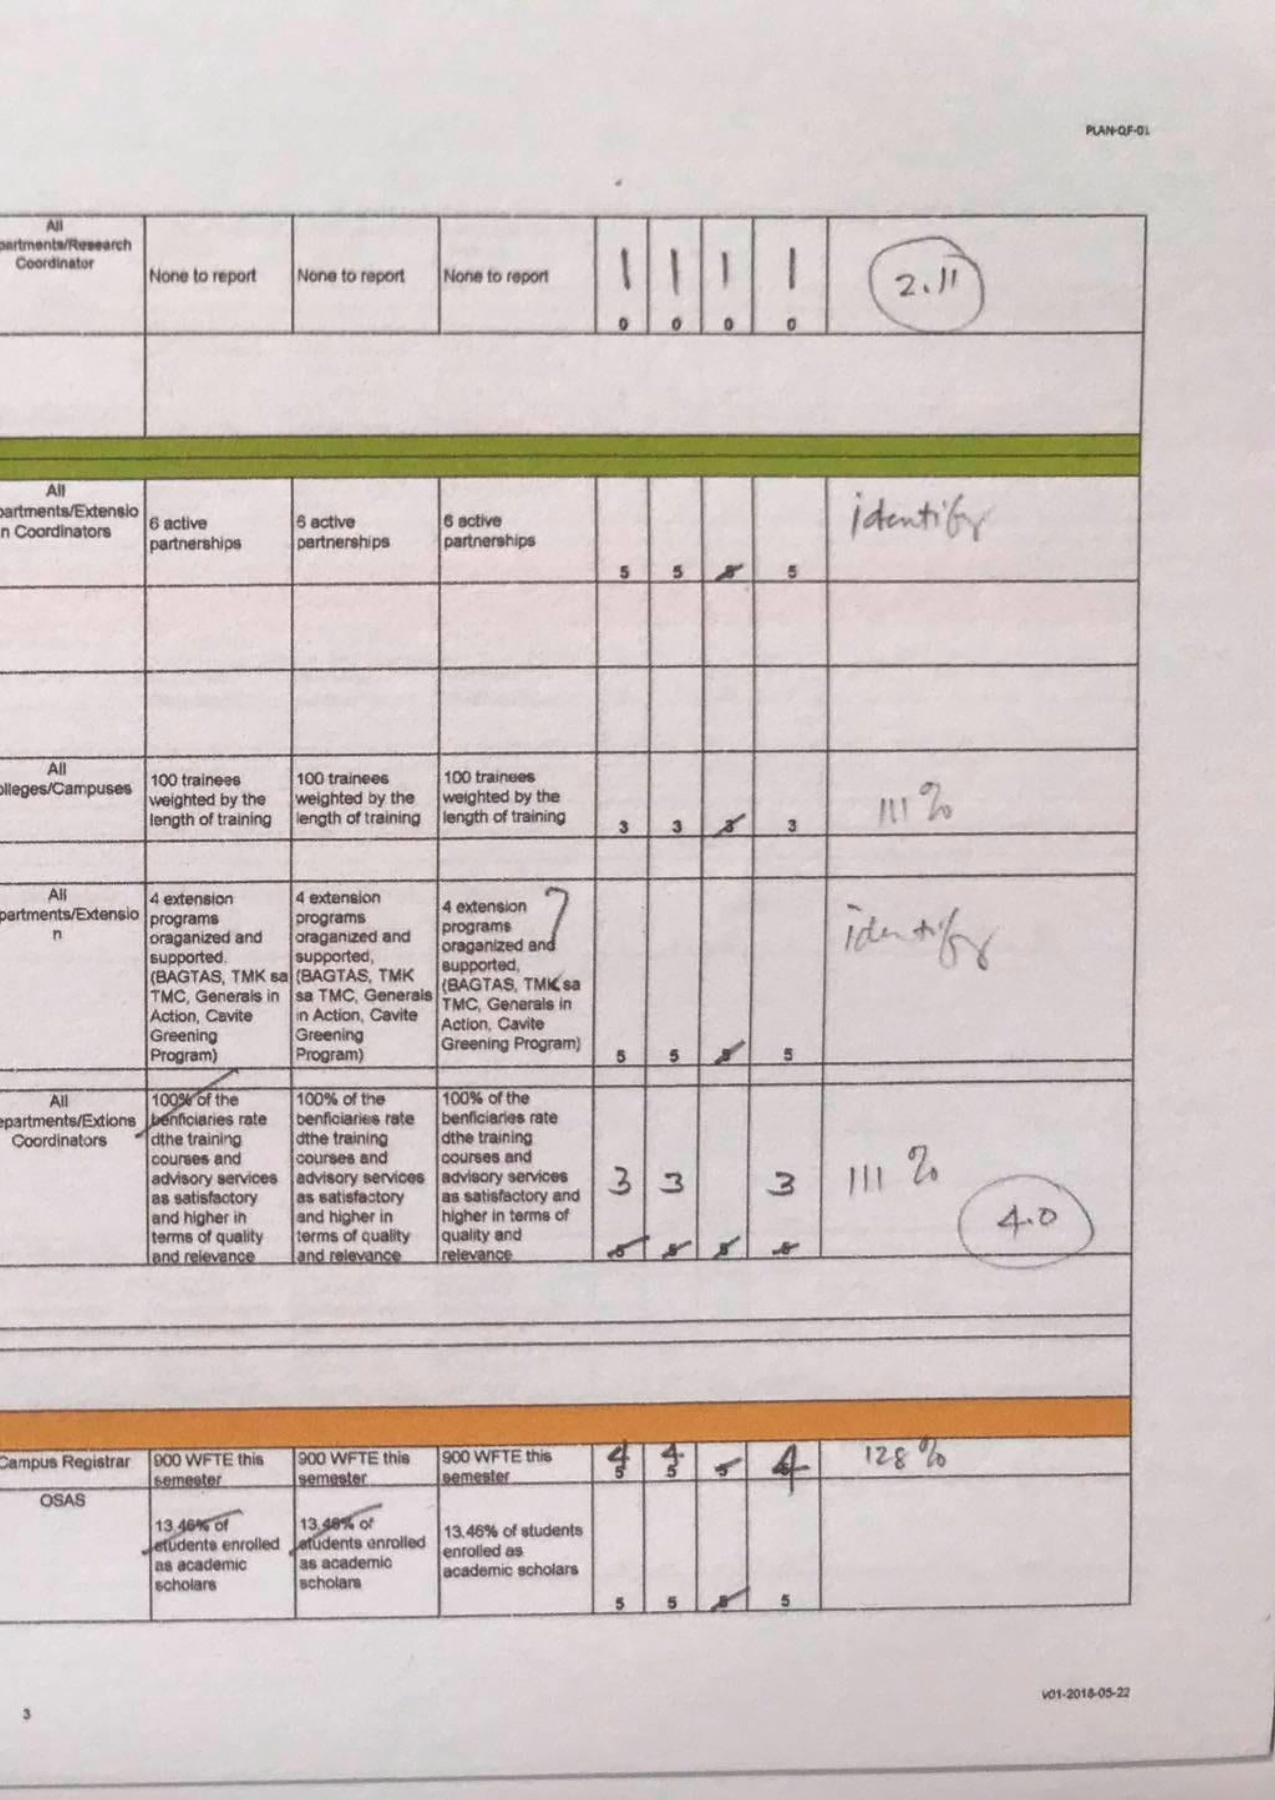 PLAN-QF-01
All
partments/Research
Coordinator
None to report
None to report
None to report
1 1 1 1
0 0 0 0
2.11
All
partments/Extensio
n Coordinators
6 active
partnerships
6 active
partnerships
6 active
partnerships
5 5 5 5
identify
All
olleges/Campuses
100 trainees
weighted by the
length of training
100 trainees
weighted by the
length of training
100 trainees
weighted by the
length of training
3 3 3 3
111%
All
partments/Extensio
n
4 extension
programs
oraganized and
supported.
(BAGTAS, TMK sa
TMC, Generals in
Action, Cavite
Greening
Program)
4 extension
programs
oraganized and
supported,
(BAGTAS, TMK
sa TMC, Generals
in Action, Cavite
Greening
Program)
4 extension
programs
oraganized and
supported,
(BAGTAS, TMK sa
TMC, Generals in
Action, Cavite
Greening Program)
5 5 5 5
identify
All
epartments/Extions
Coordinators
100% of the
benficiaries rate
dthe training
courses and
advisory services
as satisfactory
and higher in
terms of quality
and relevance
100% of the
benficiaries rate
dthe training
courses and
advisory services
as satisfactory
and higher in
terms of quality
and relevance
100% of the
benficiaries rate
dthe training
courses and
advisory services
as satisfactory and
higher in terms of
quality and
relevance
3 3 3
5 5 5 5
111%
4.0
Campus Registrar
900 WFTE this
semester
900 WFTE this
semester
900 WFTE this
semester
4 4 4
5 5 5
128%
OSAS
13.46% of
students enrolled
as academic
scholars
13.46% of
students enrolled
as academic
scholars
13.46% of students
enrolled as
academic scholars
5 5 5 5
3
V01-2018-05-22